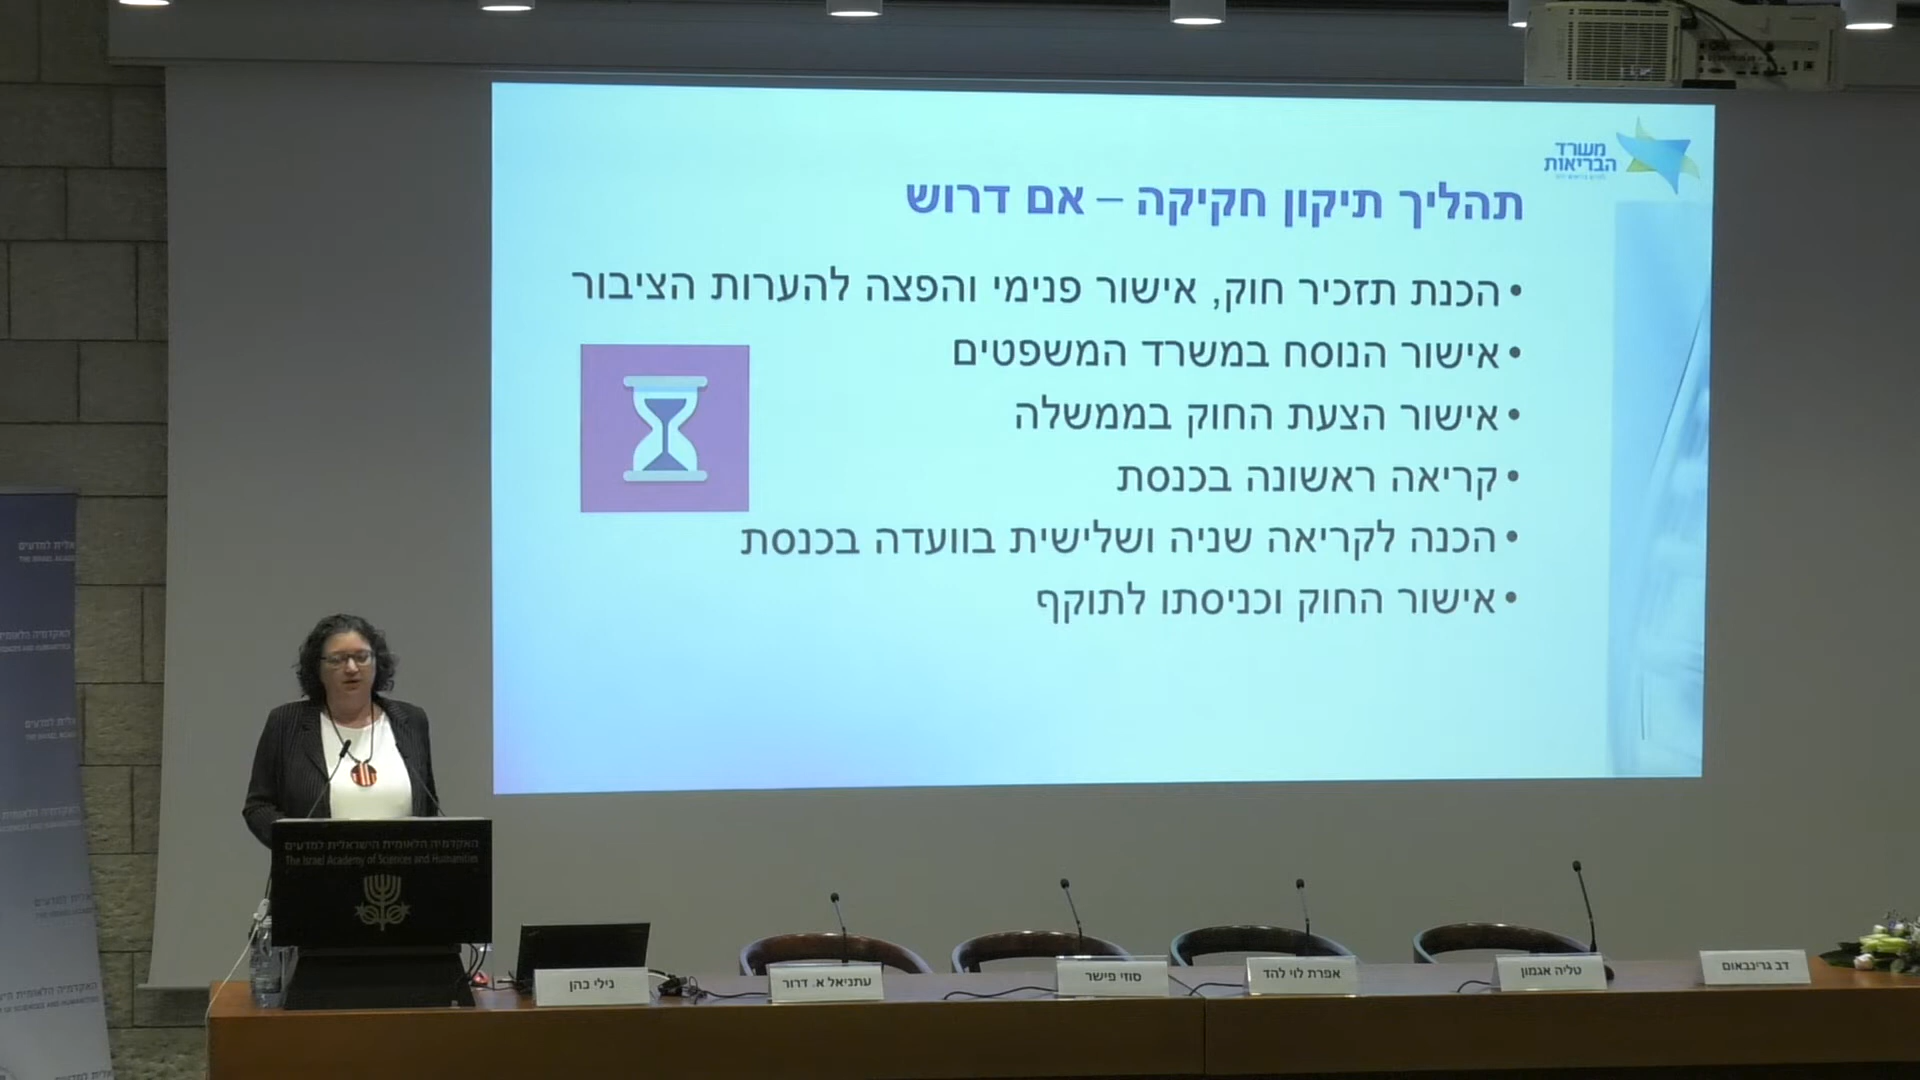 משרד
הבריאות
תהליך תיקון חקיקה – אם דרוש
• הכנת תזכיר חוק, אישור פנימי והפצה להערות הציבור
• אישור הנוסח במשרד המשפטים
• אישור הצעת החוק בממשלה
• קריאה ראשונה בכנסת
• הכנה לקריאה שניה ושלישית בוועדה בכנסת
• אישור החוק וכניסתו לתוקף
האקדמיה הלאומית הישראלית למדעים
The Israel Academy of Sciences and Humanities
נילי כהן
עתניאל א. דרור
סוזי פישר
אפרת לוי להד
טליה אגמון
דב גרינבאום